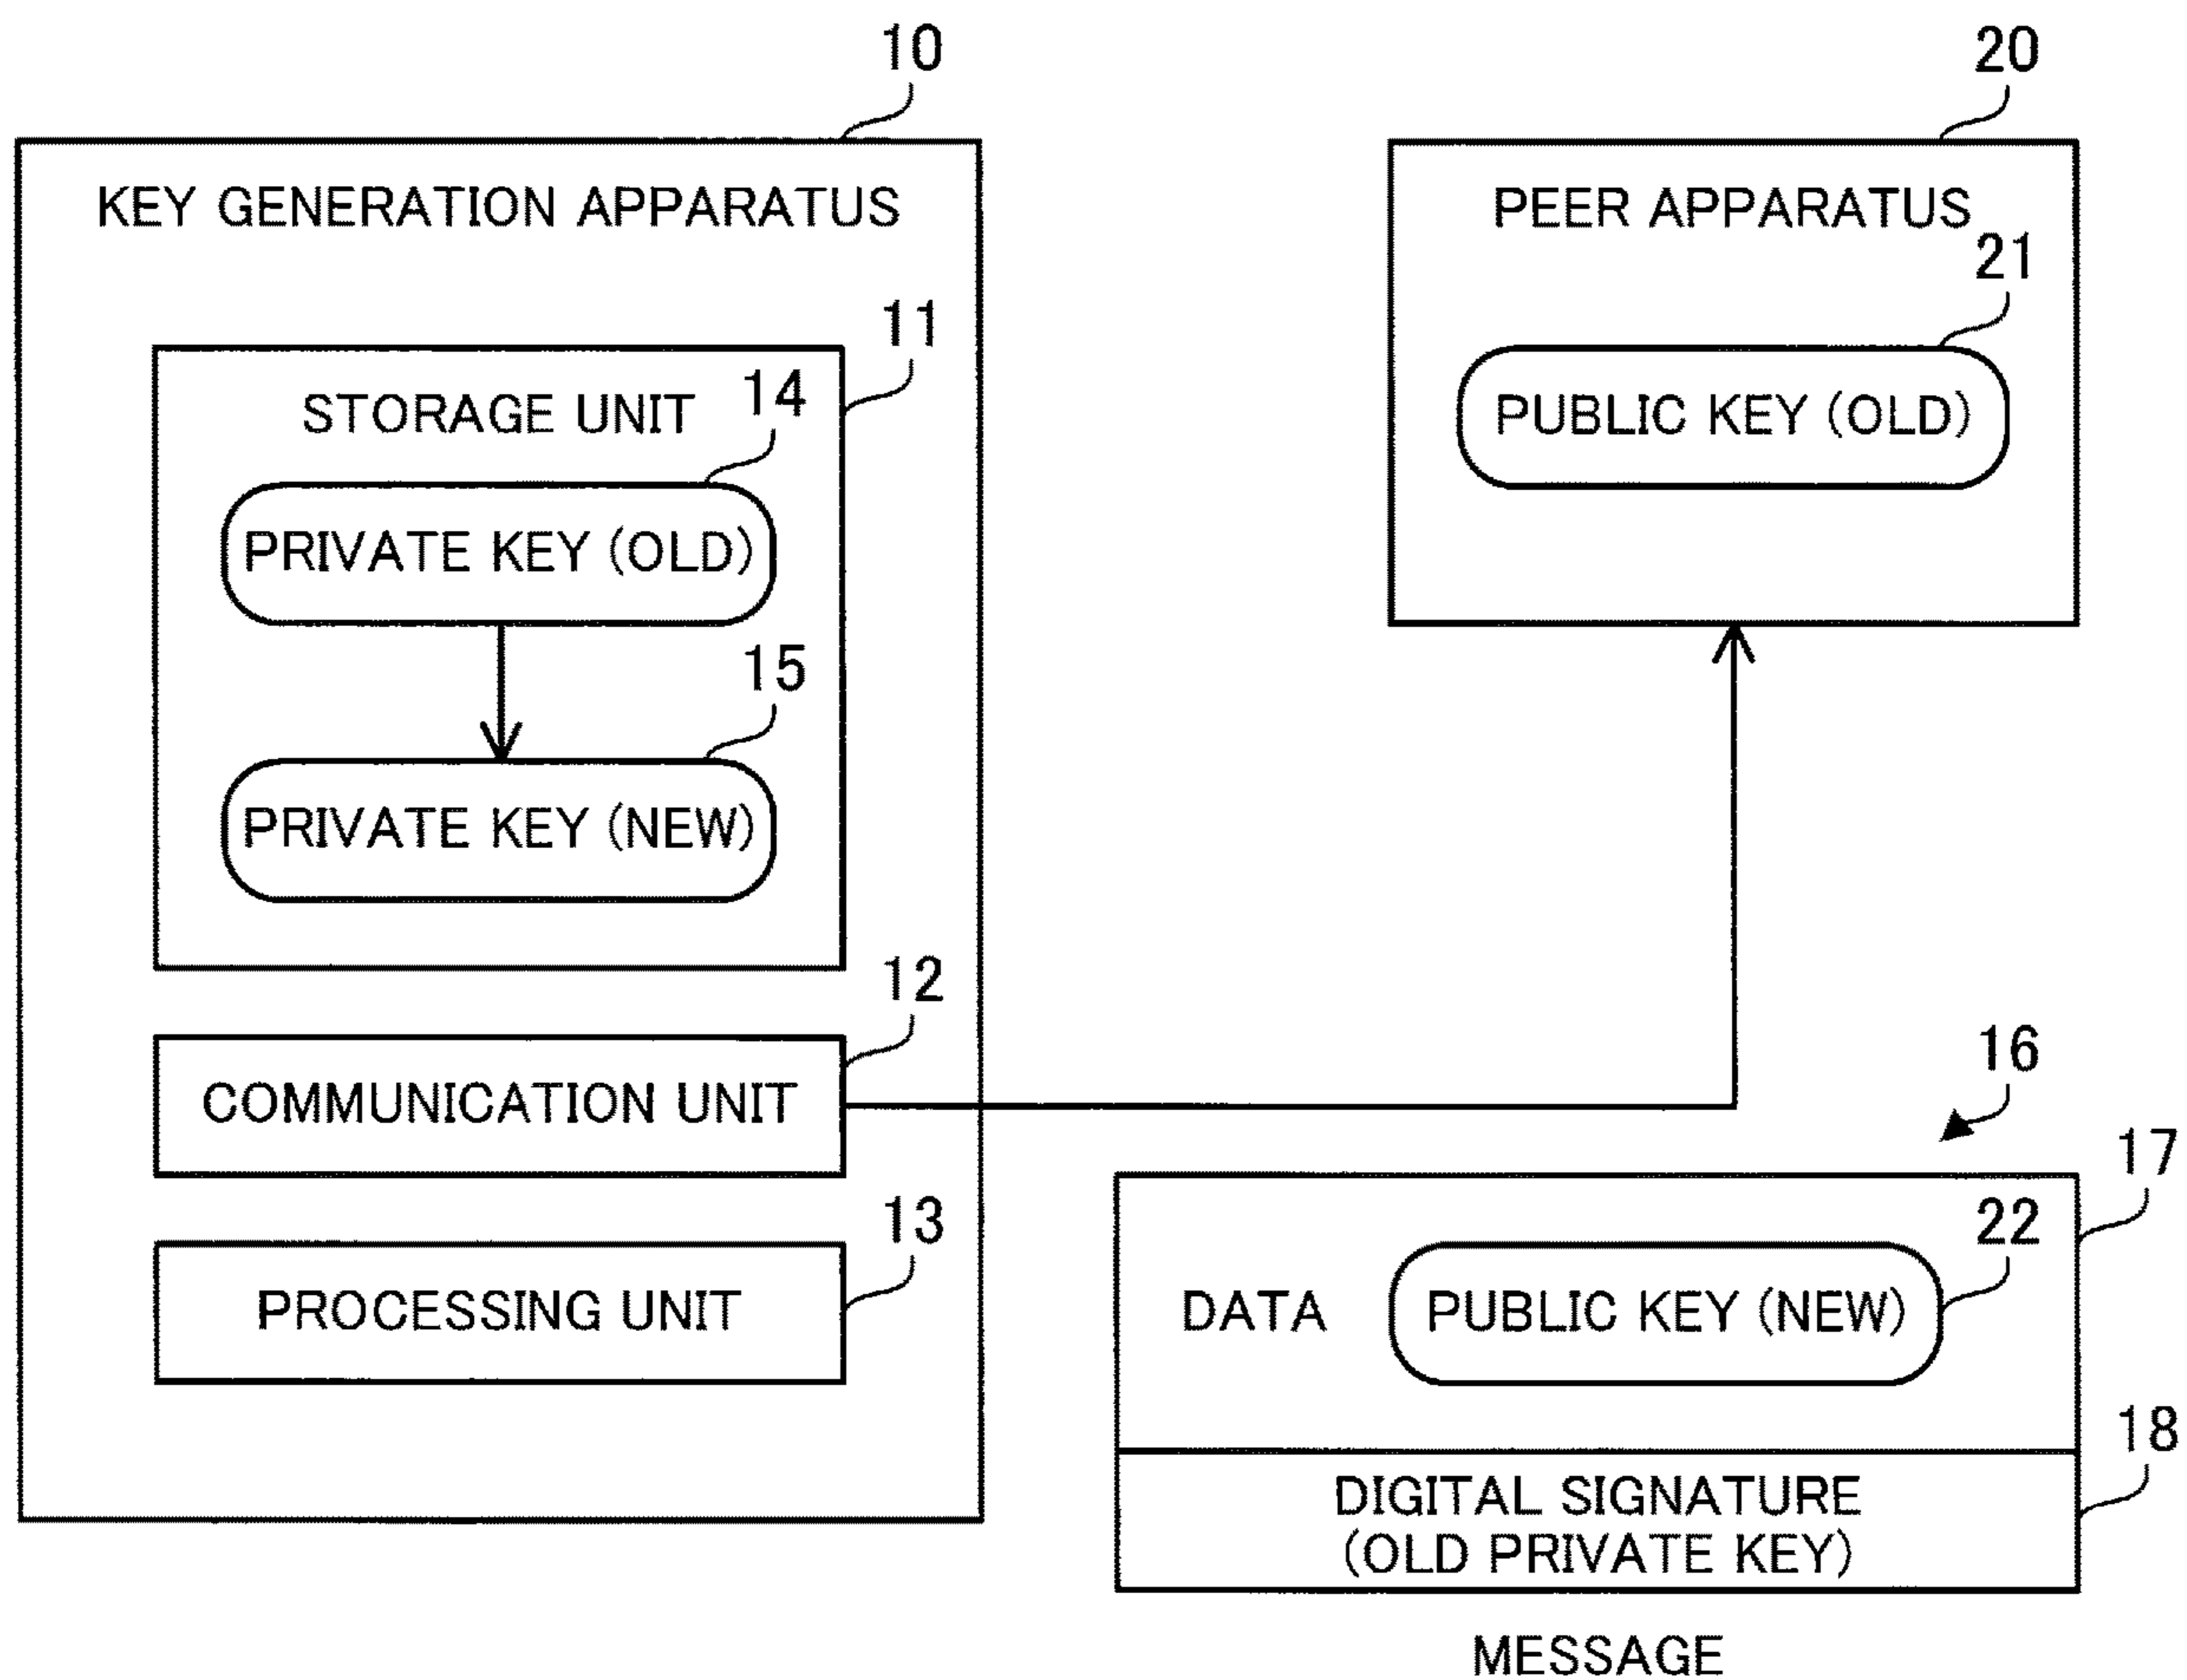 10
KEY GENERATION APPARATUS
11
STORAGE UNIT
14
PRIVATE KEY (OLD)
15
PRIVATE KEY (NEW)
12
COMMUNICATION UNIT
13
PROCESSING UNIT
20
PEER APPARATUS
21
PUBLIC KEY (OLD)
16
17
DATA
22
PUBLIC KEY (NEW)
18
DIGITAL SIGNATURE
(OLD PRIVATE KEY)
MESSAGE